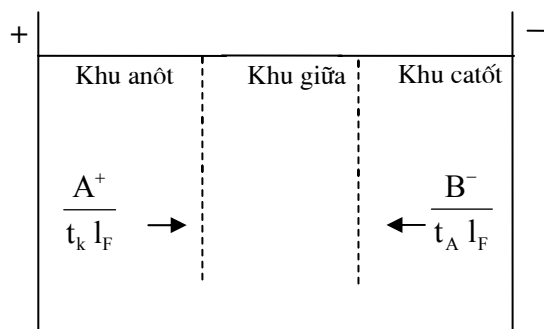 + −
Khu anôt Khu giữa Khu catốt
A⁺ B⁻
t_k l_F t_A l_F